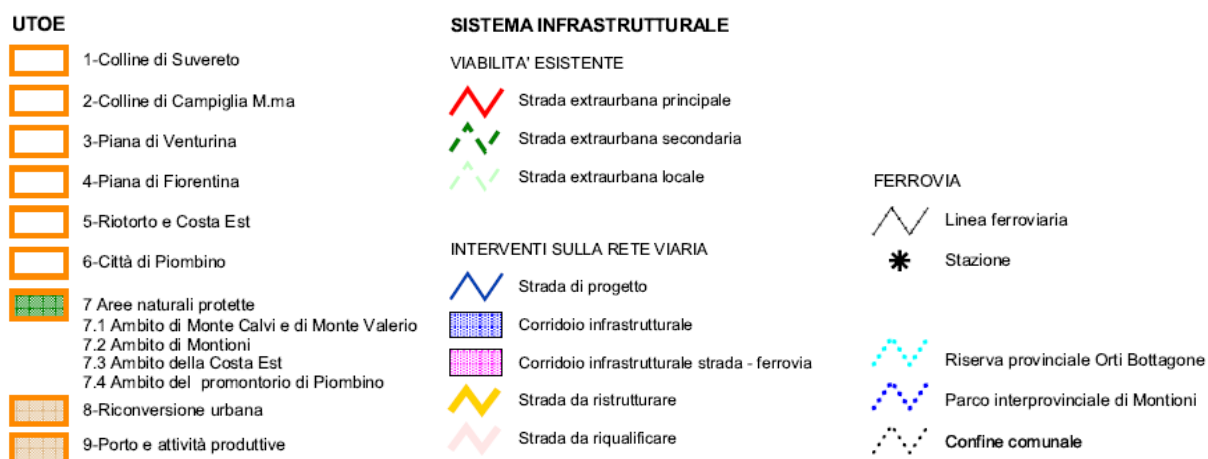 UTOE
1-Colline di Suvereto
2-Colline di Campiglia M.ma
3-Piana di Venturina
4-Piana di Fiorentina
5-Riotorto e Costa Est
6-Città di Piombino
7 Aree naturali protette
7.1 Ambito di Monte Calvi e di Monte Valerio
7.2 Ambito di Montioni
7.3 Ambito della Costa Est
7.4 Ambito del promontorio di Piombino
8-Riconversione urbana
9-Porto e attività produttive
SISTEMA INFRASTRUTTURALE
VIABILITA' ESISTENTE
Strada extraurbana principale
Strada extraurbana secondaria
Strada extraurbana locale
INTERVENTI SULLA RETE VIARIA
Strada di progetto
Corridoio infrastrutturale
Corridoio infrastrutturale strada - ferrovia
Strada da ristrutturare
Strada da riqualificare
FERROVIA
Linea ferroviaria
Stazione
Riserva provinciale Orti Bottagone
Parco interprovinciale di Montioni
Confine comunale